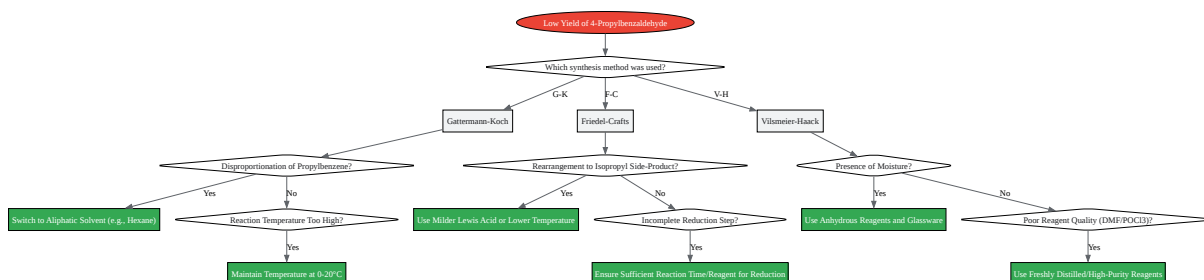 Low Yield of 4-Propylbenzaldehyde
Which synthesis method was used?
G-K
F-C
V-H
Gattermann-Koch
Friedel-Crafts
Vilsmeier-Haack
Disproportionation of Propylbenzene?
Rearrangement to Isopropyl Side-Product?
Presence of Moisture?
Yes
No
Yes
No
Yes
No
Switch to Aliphatic Solvent (e.g., Hexane)
Reaction Temperature Too High?
Use Milder Lewis Acid or Lower Temperature
Incomplete Reduction Step?
Use Anhydrous Reagents and Glassware
Poor Reagent Quality (DMF/POCl3)?
Yes
Yes
Yes
Maintain Temperature at 0-20°C
Ensure Sufficient Reaction Time/Reagent for Reduction
Use Freshly Distilled/High-Purity Reagents